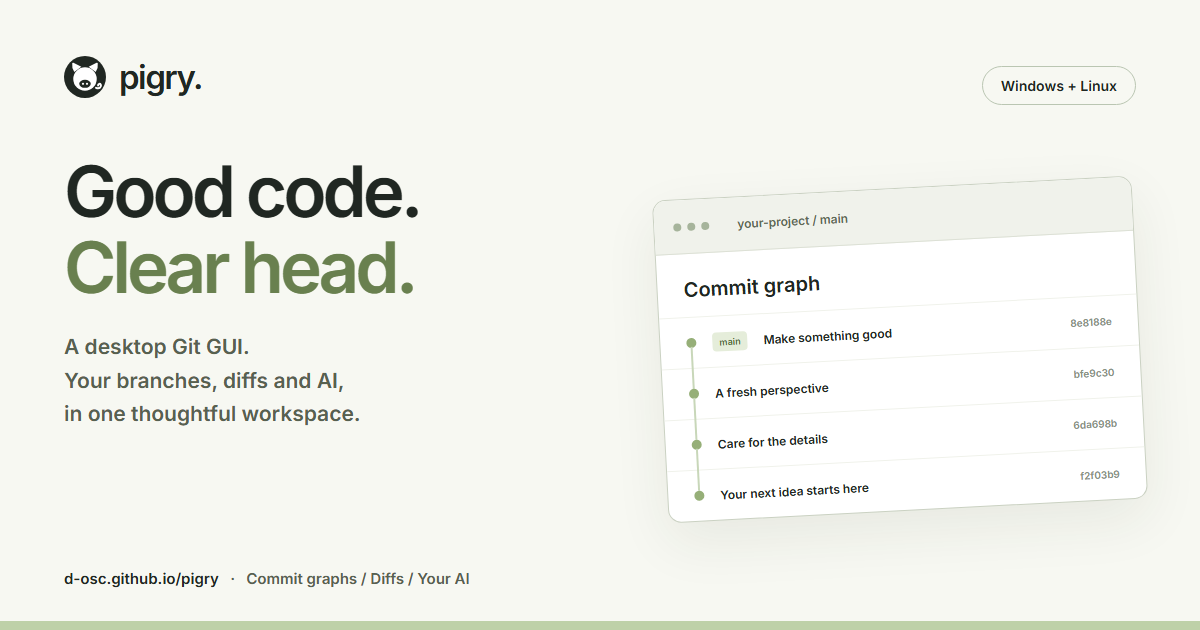 pigry.
Windows + Linux
Good code.
Clear head.
A desktop Git GUI.
Your branches, diffs and AI,
in one thoughtful workspace.
your-project / main
Commit graph
main Make something good 8e8188e
A fresh perspective bfe9c30
Care for the details 6da698b
Your next idea starts here f2f03b9
d-osc.github.io/pigry · Commit graphs / Diffs / Your AI